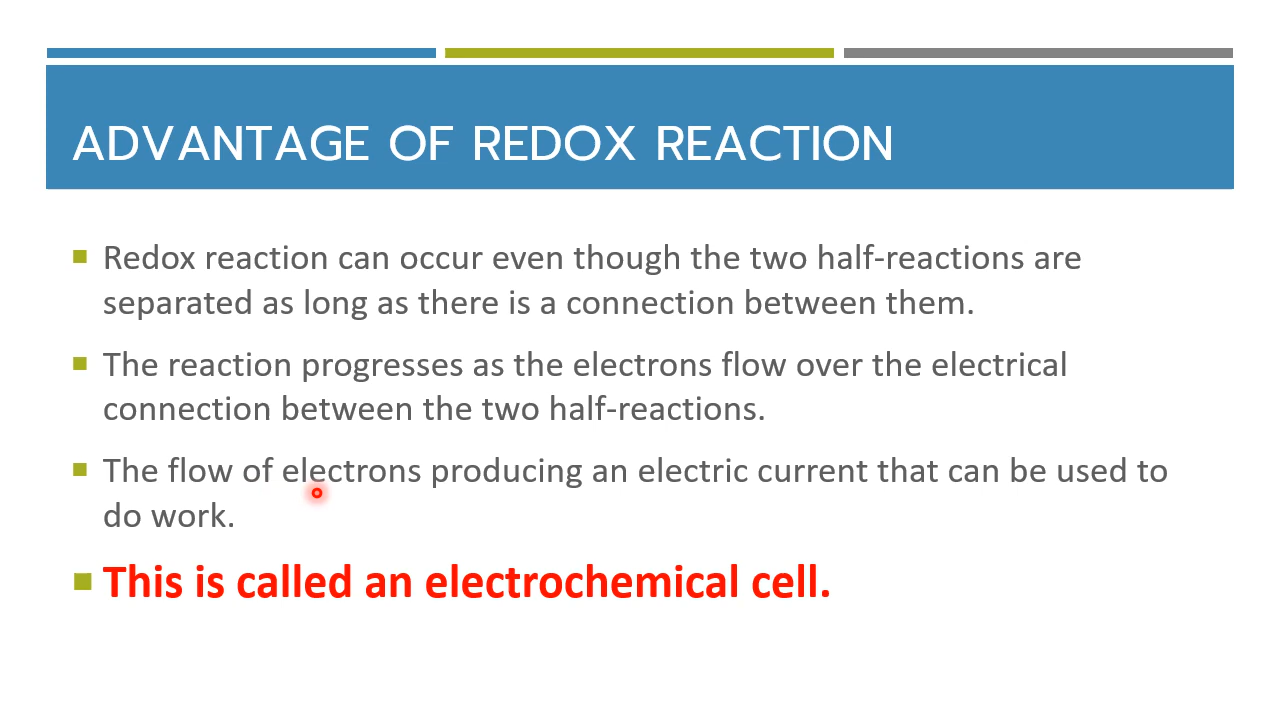 ADVANTAGE OF REDOX REACTION
Redox reaction can occur even though the two half-reactions are
separated as long as there is a connection between them.
The reaction progresses as the electrons flow over the electrical
connection between the two half-reactions.
The flow of electrons producing an electric current that can be used to
do work.
This is called an electrochemical cell.